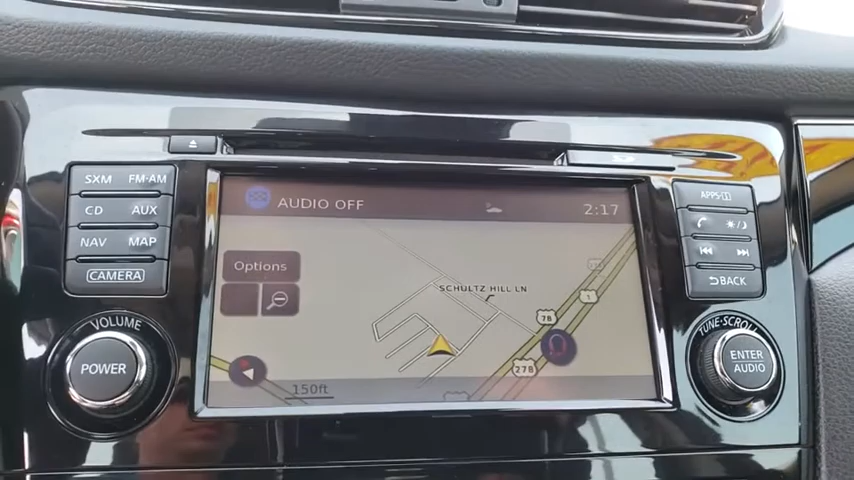 SXM FM·AM
CD AUX
NAV MAP
CAMERA
VOLUME
POWER
AUDIO OFF
2:17
Options
SCHULTZ HILL LN
1
78
278
150ft
APPS·
BACK
TUNE·SCROLL
ENTER
AUDIO